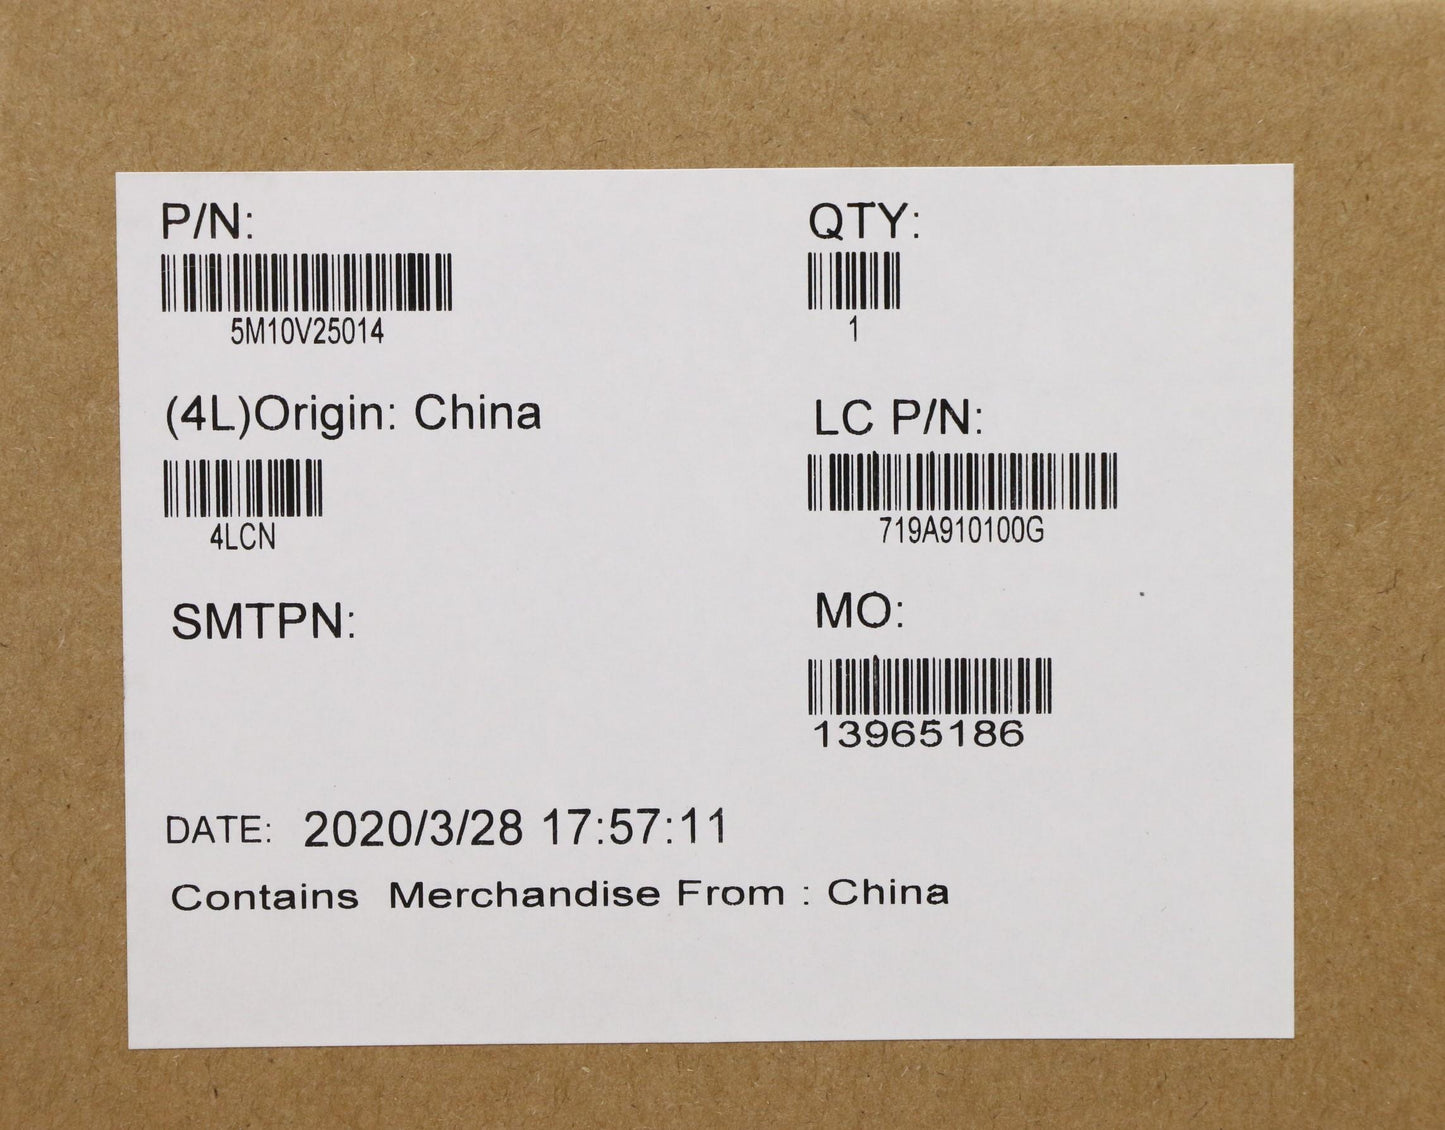 P/N:
5M10V25014
QTY:
1
(4L)Origin: China
4LCN
LC P/N:
719A910100G
SMTPN:
MO:
13965186
DATE: 2020/3/28 17:57:11
Contains Merchandise From : China